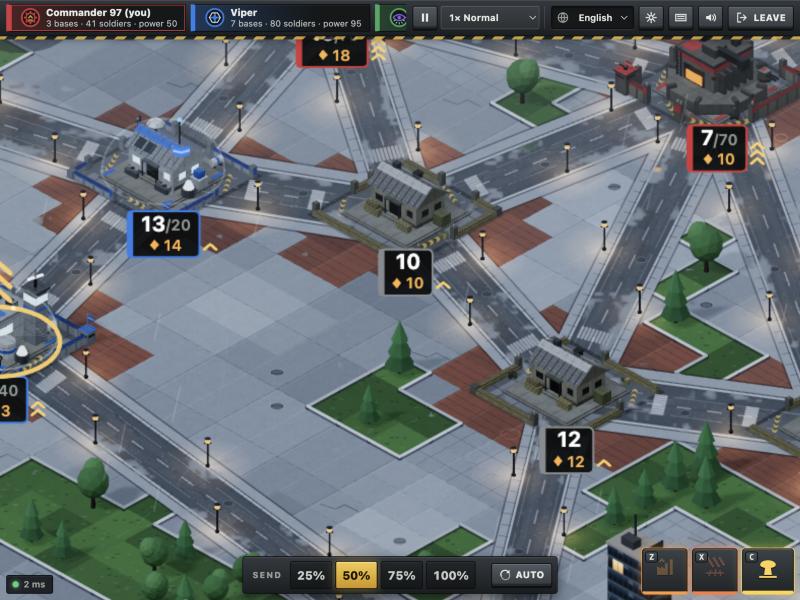 Commander 97 (you)
3 bases · 41 soldiers · power 50
Viper
7 bases · 80 soldiers · power 95
1× Normal
English
LEAVE
18
7/70
10
13/20
14
10
10
40
3
12
12
SEND
25%
50%
75%
100%
AUTO
Z
X
C
2 ms